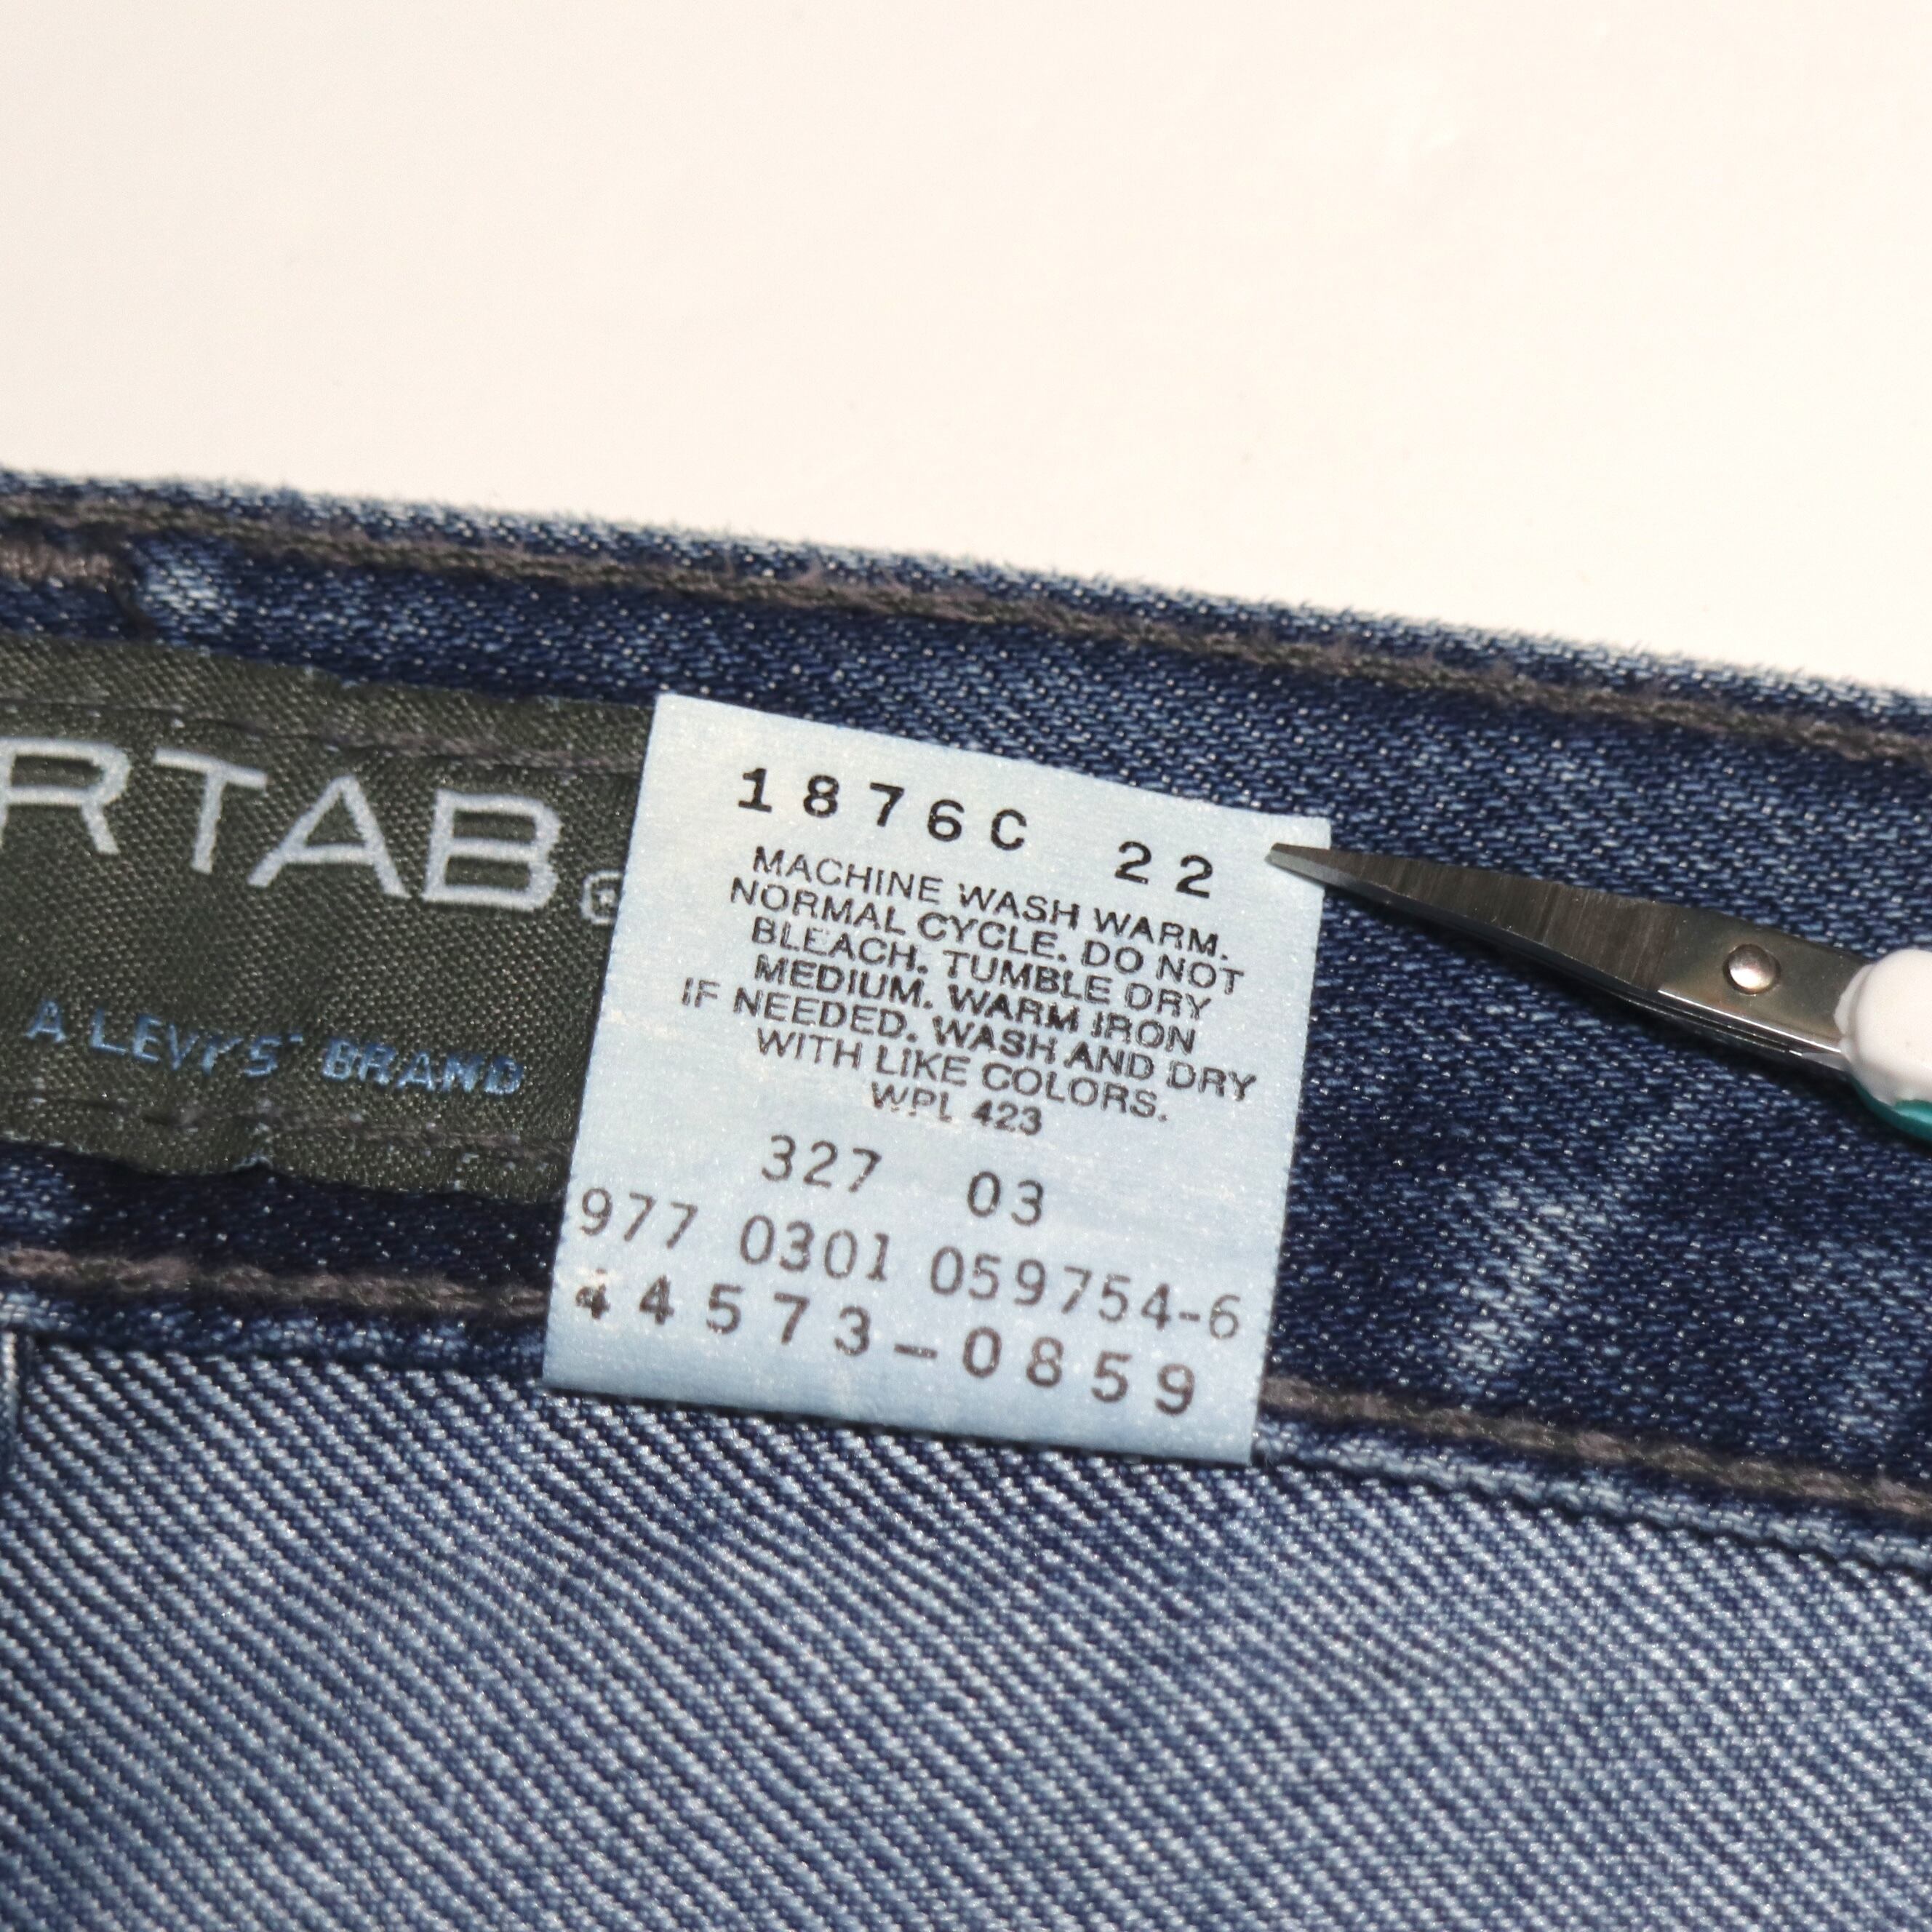 RTAB
A LEVI'S BRAND
1876C 22
MACHINE WASH WARM.
NORMAL CYCLE. DO NOT
BLEACH. TUMBLE DRY
MEDIUM. WARM IRON
IF NEEDED. WASH AND DRY
WITH LIKE COLORS.
WPL 423
327 03
977 0301 059754-6
44573-0859